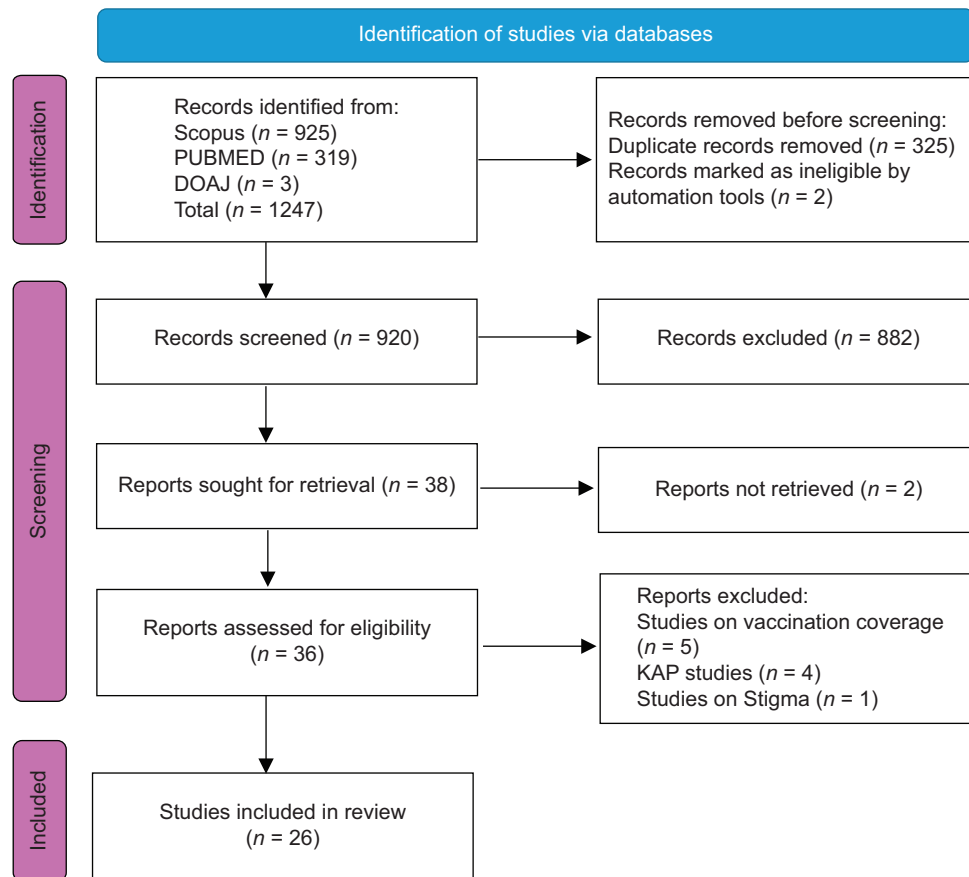 Identification of studies via databases
Identification
Records identified from:
Scopus (n = 925)
PUBMED (n = 319)
DOAJ (n = 3)
Total (n = 1247)
Records removed before screening:
Duplicate records removed (n = 325)
Records marked as ineligible by
automation tools (n = 2)
Screening
Records screened (n = 920)
Records excluded (n = 882)
Reports sought for retrieval (n = 38)
Reports not retrieved (n = 2)
Reports assessed for eligibility
(n = 36)
Reports excluded:
Studies on vaccination coverage
(n = 5)
KAP studies (n = 4)
Studies on Stigma (n = 1)
Included
Studies included in review
(n = 26)